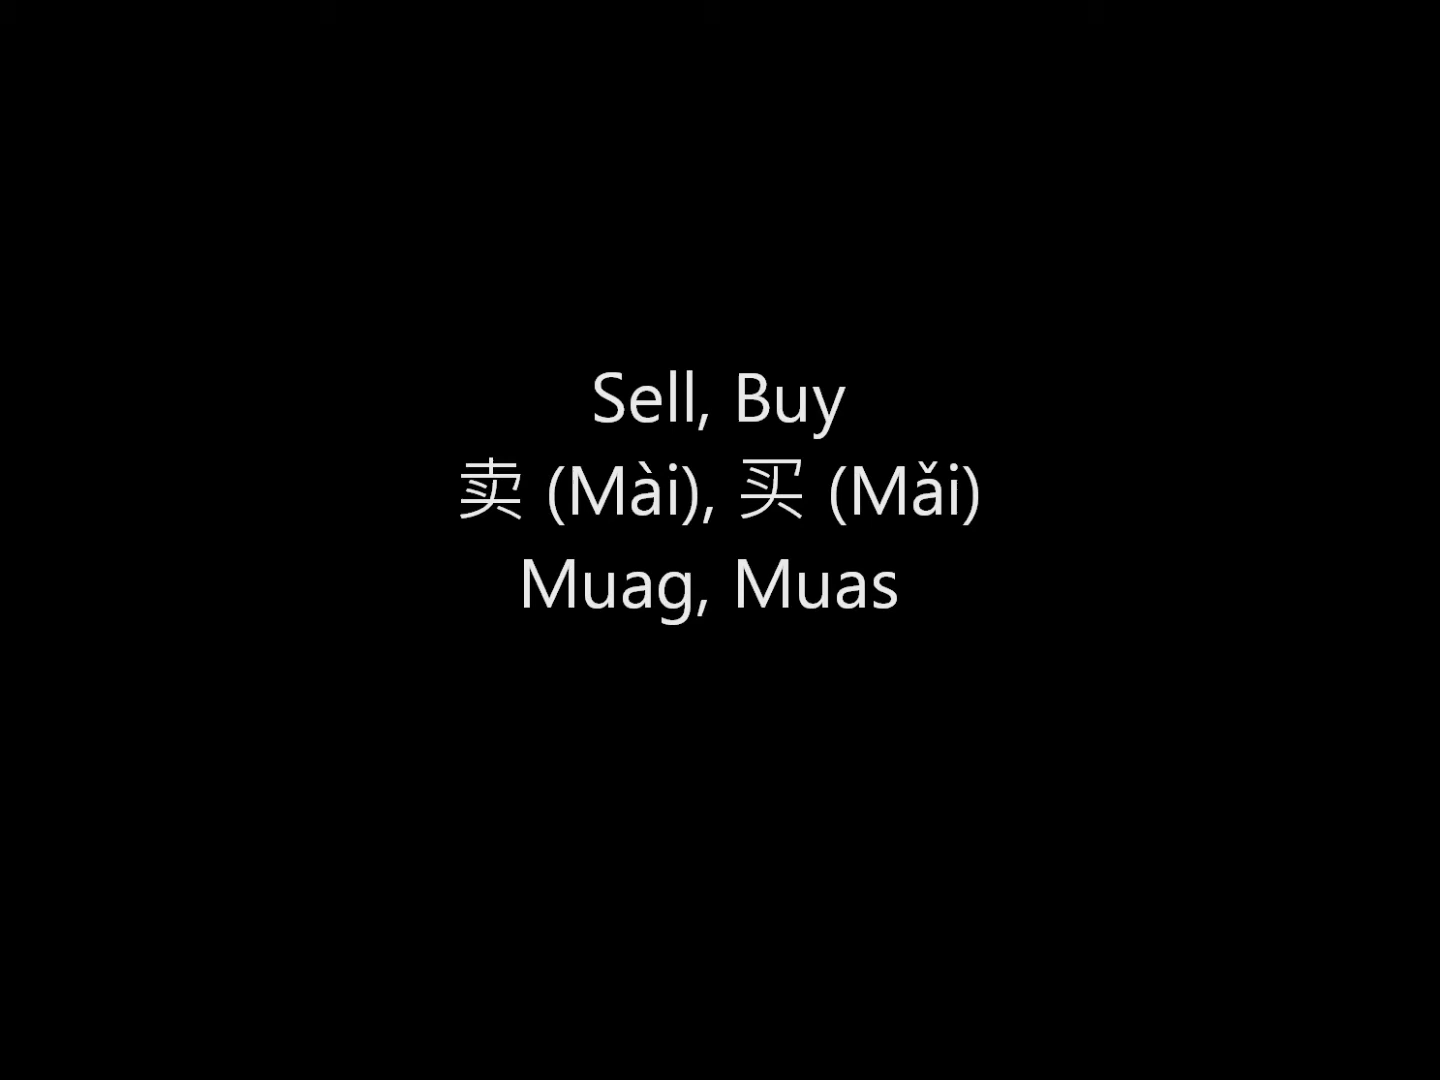 Sell, Buy
卖 (Mài), 买 (Mǎi)
Muag, Muas